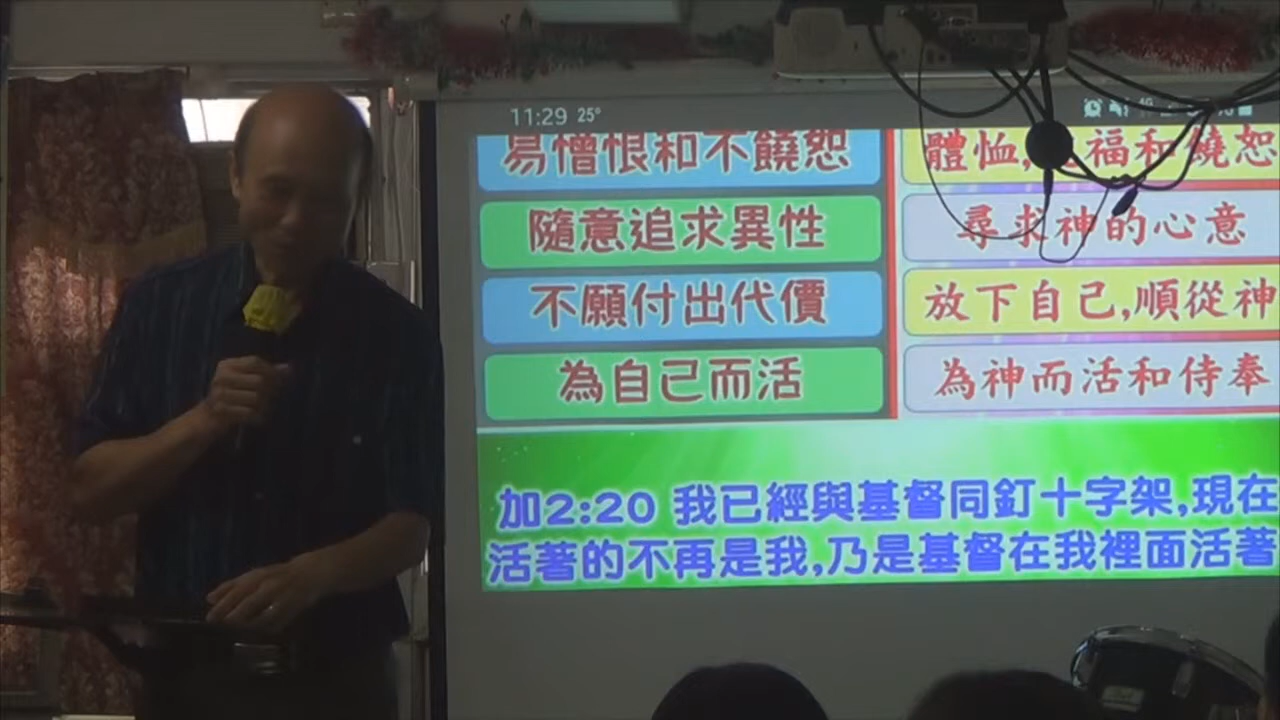 11:29 25°
4G
易憎恨和不饒恕
體恤,福和饒恕
隨意追求異性
尋求神的心意
不願付出代價
放下自己,順從神
為自己而活
為神而活和侍奉
加2:20 我已經與基督同釘十字架,現在
活著的不再是我,乃是基督在我裡面活著